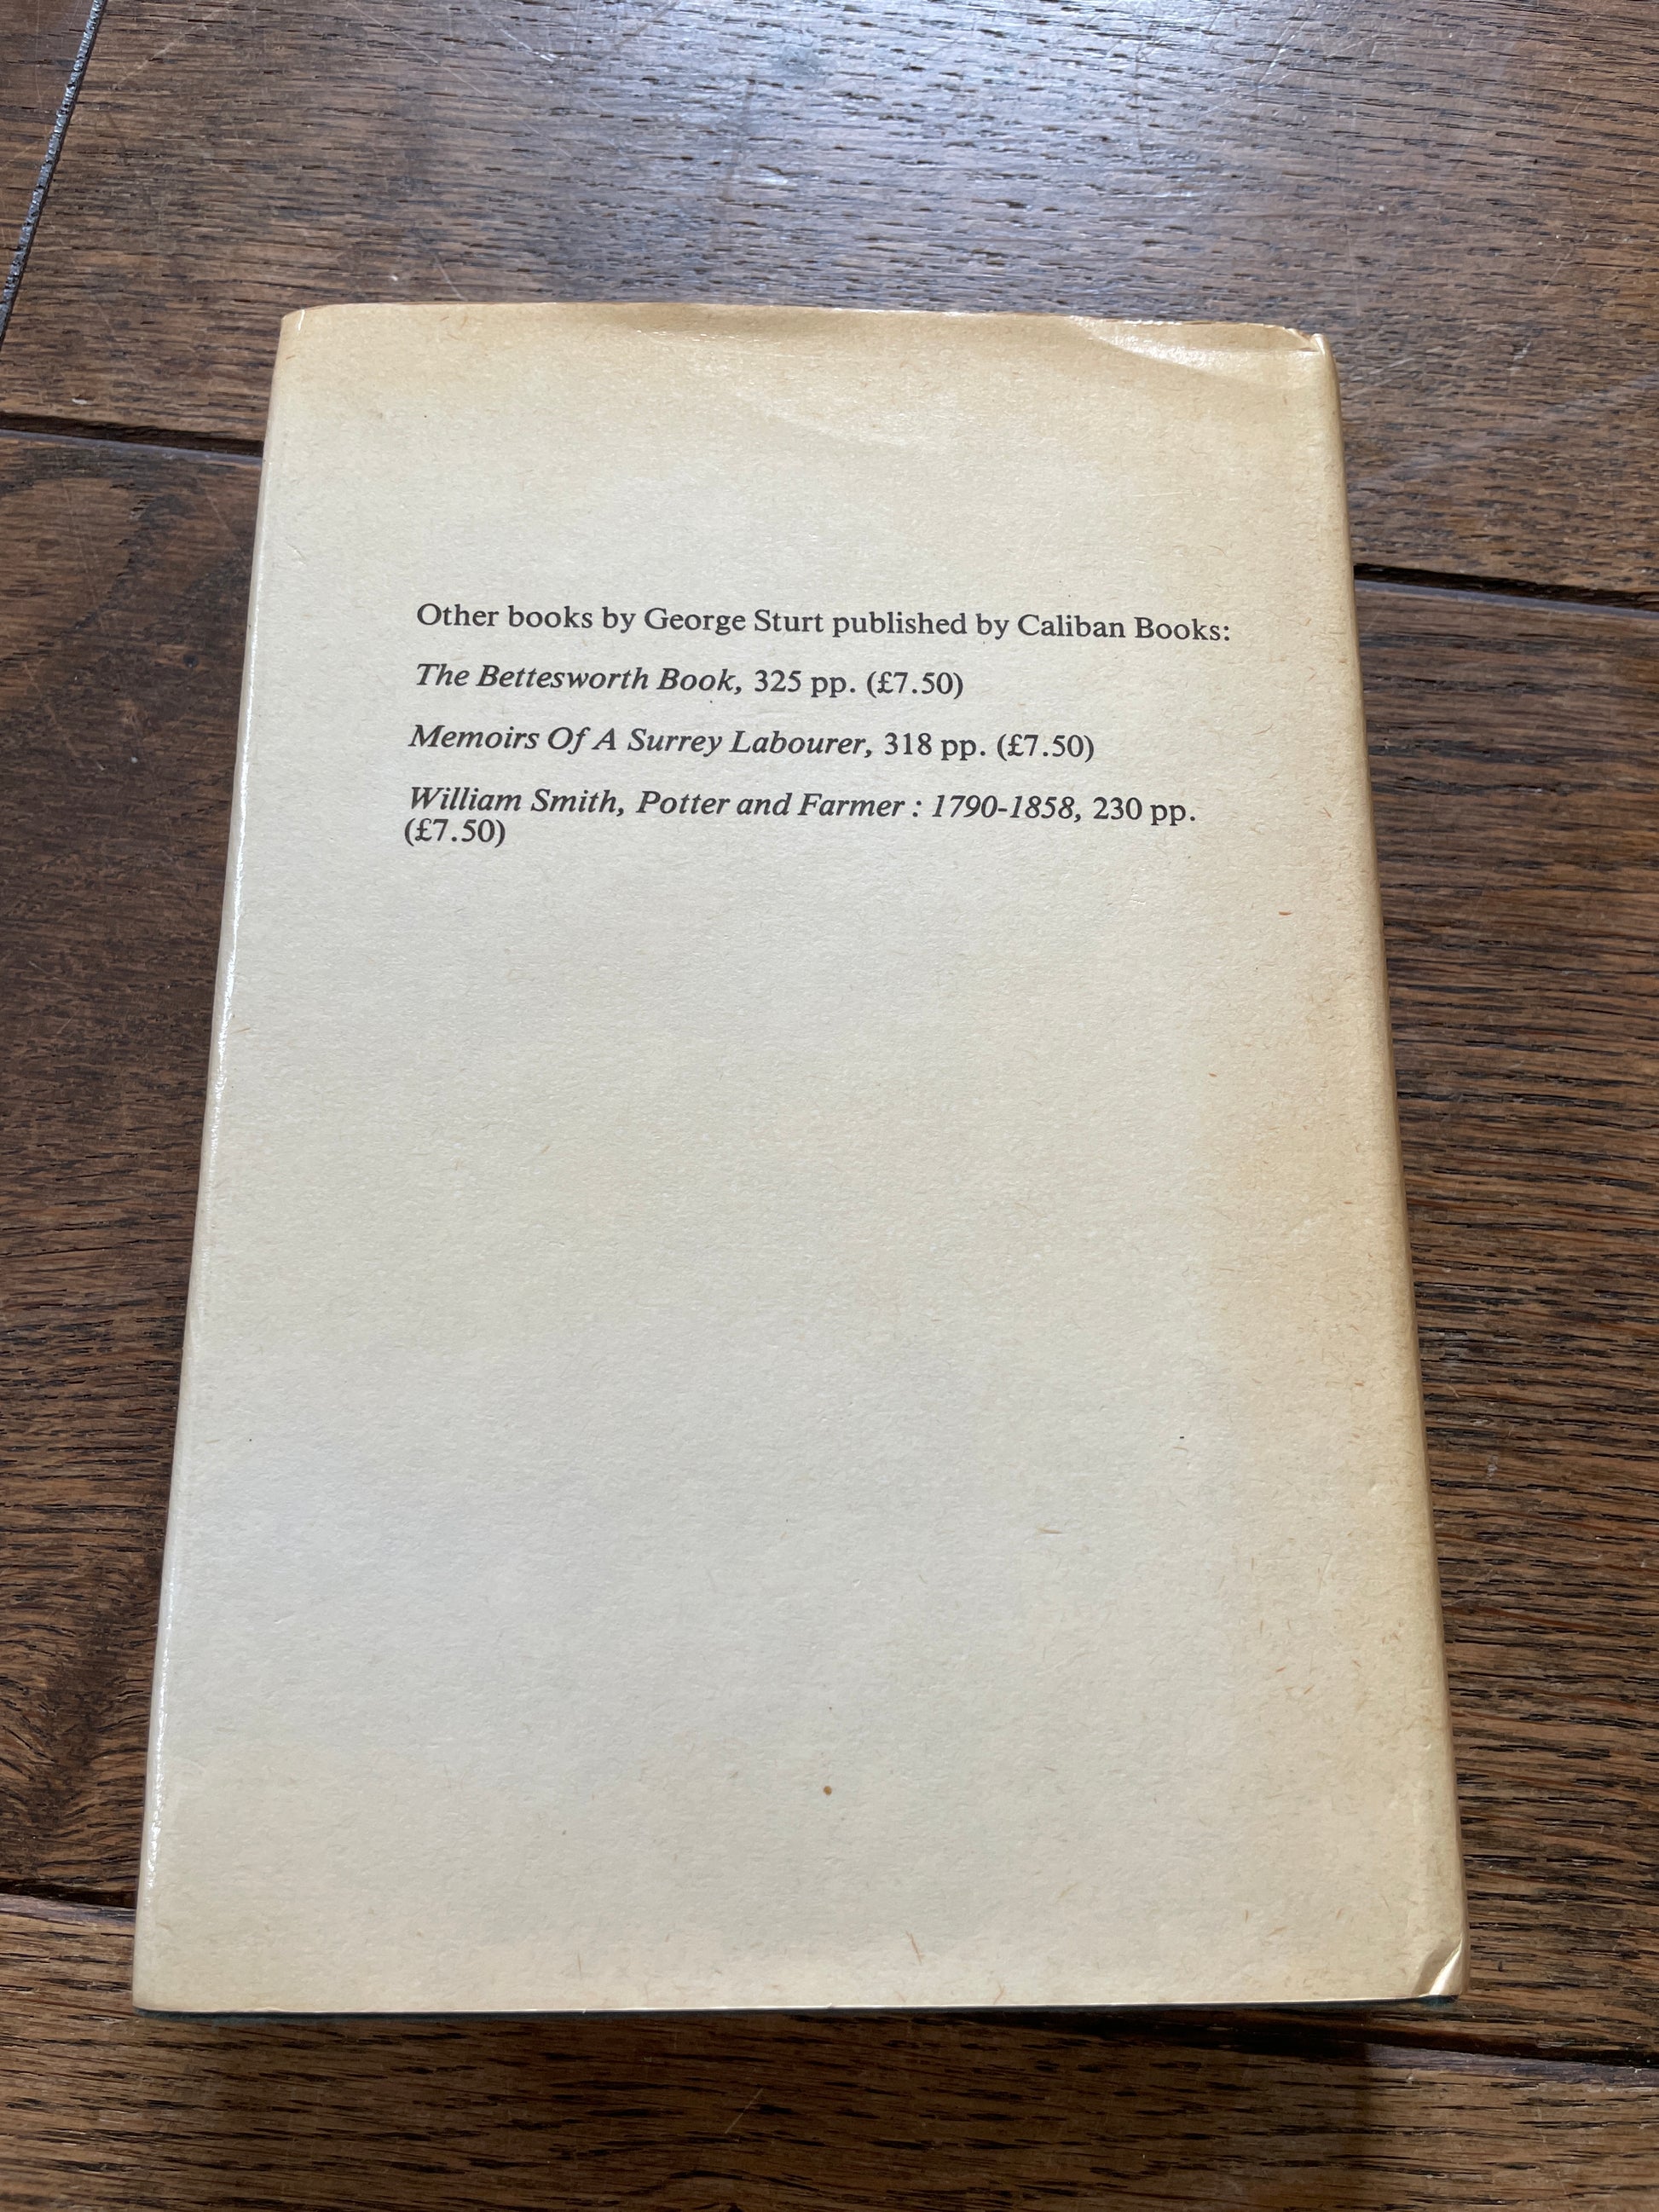 Other books by George Sturt published by Caliban Books:
The Bettesworth Book, 325 pp. (£7.50)
Memoirs Of A Surrey Labourer, 318 pp. (£7.50)
William Smith, Potter and Farmer : 1790-1858, 230 pp.
(£7.50)